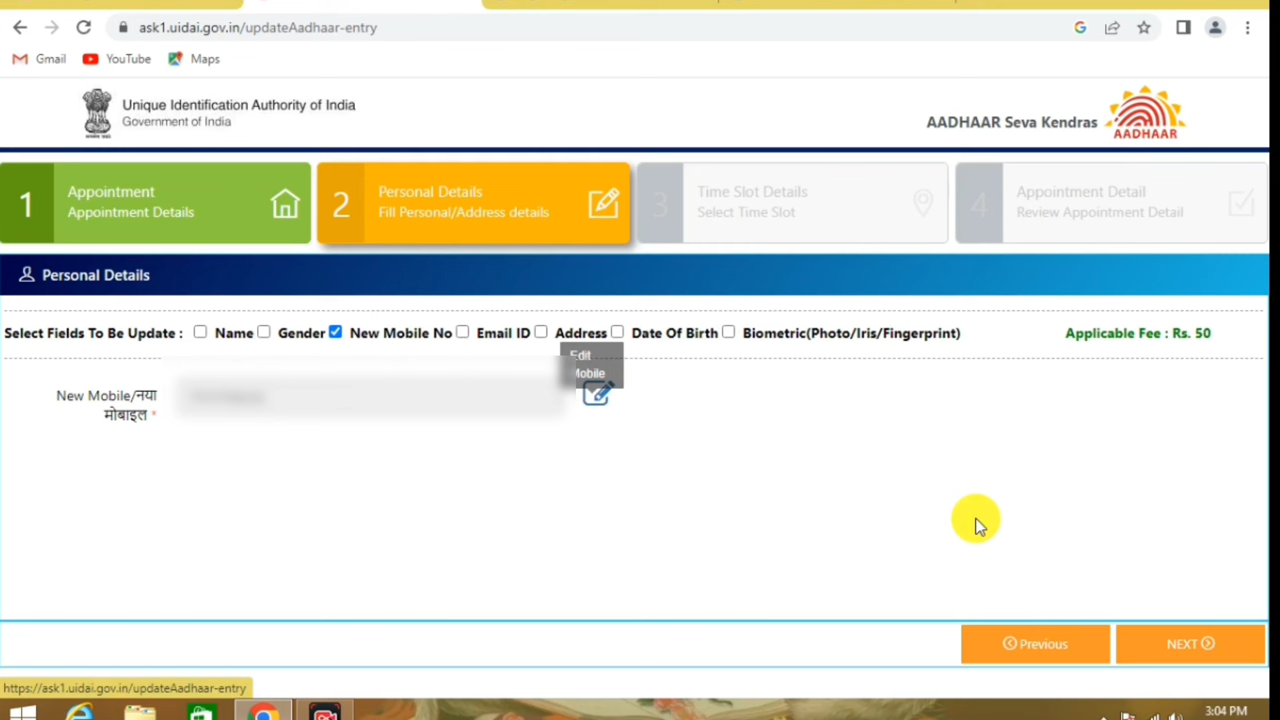 ask1.uidai.gov.in/updateAadhaar-entry
Gmail YouTube Maps
Unique Identification Authority of India
Government of India
AADHAAR Seva Kendras
AADHAAR
1 Appointment
Appointment Details
2 Personal Details
Fill Personal/Address details
3 Time Slot Details
Select Time Slot
4 Appointment Detail
Review Appointment Detail
Personal Details
Select Fields To Be Update : Name Gender New Mobile No Email ID Address Date Of Birth Biometric(Photo/Iris/Fingerprint) Applicable Fee : Rs. 50
Edit
Mobile
New Mobile/नया
मोबाइल *
Previous NEXT
https://ask1.uidai.gov.in/updateAadhaar-entry
3:04 PM